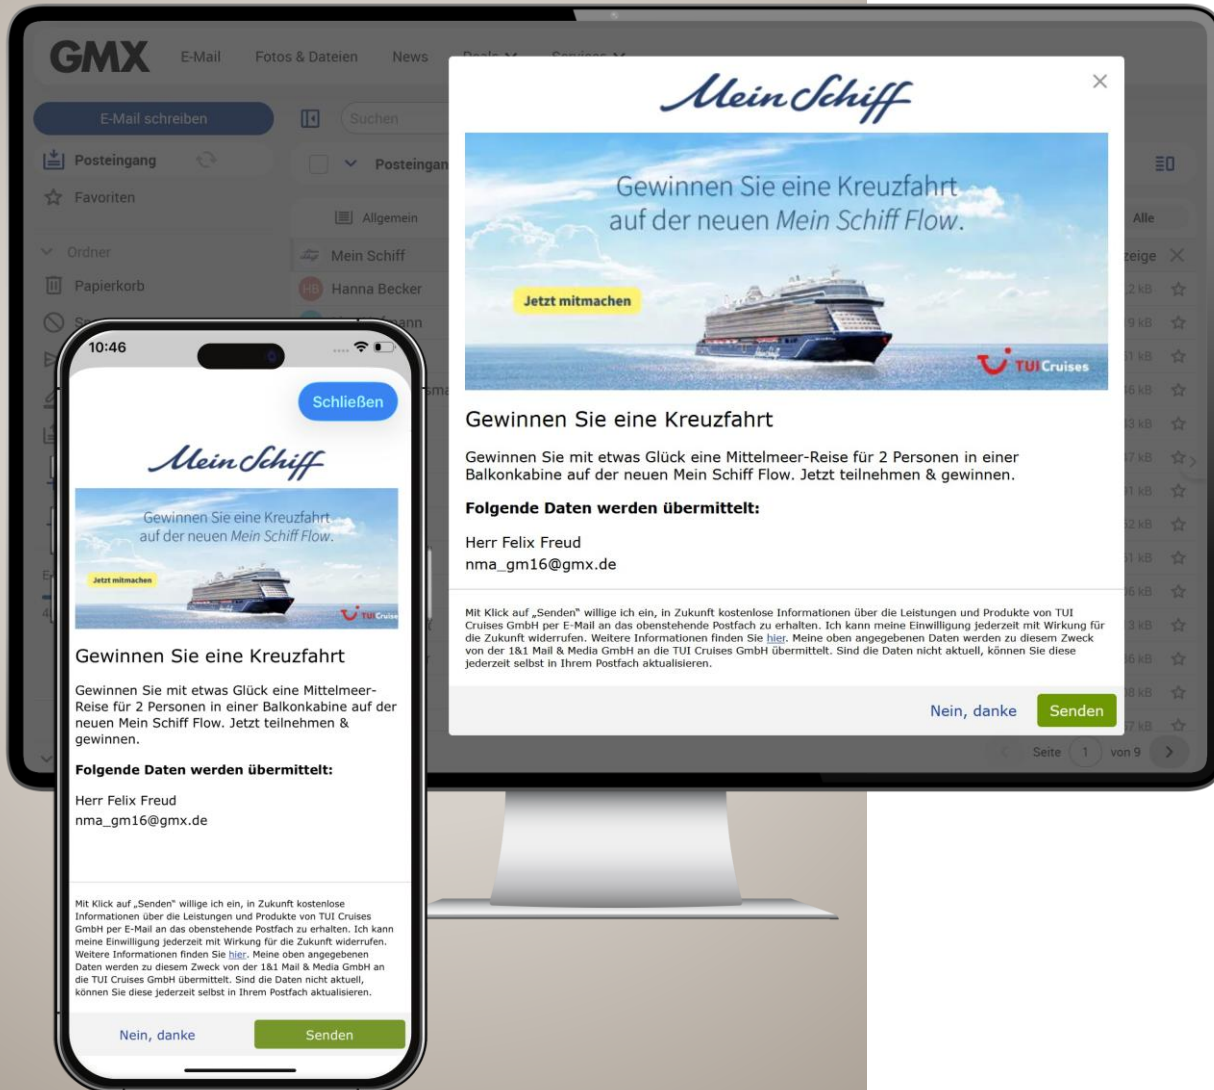 GMX
E-Mail
Fotos & Dateien
News
E-Mail schreiben
Suchen
Posteingang
Favoriten
Ordner
Papierkorb
Allgemein
Alle
Mein Schiff
HB Hanna Becker
Seite 1 von 9
Mein Schiff
Gewinnen Sie eine Kreuzfahrt
auf der neuen Mein Schiff Flow.
Jetzt mitmachen
TUI Cruises
Gewinnen Sie eine Kreuzfahrt
Gewinnen Sie mit etwas Glück eine Mittelmeer-Reise für 2 Personen in einer
Balkonkabine auf der neuen Mein Schiff Flow. Jetzt teilnehmen & gewinnen.
Folgende Daten werden übermittelt:
Herr Felix Freud
nma_gm16@gmx.de
Mit Klick auf „Senden" willige ich ein, in Zukunft kostenlose Informationen über die Leistungen und Produkte von TUI
Cruises GmbH per E-Mail an das obenstehende Postfach zu erhalten. Ich kann meine Einwilligung jederzeit mit Wirkung für
die Zukunft widerrufen. Weitere Informationen finden Sie hier. Meine oben angegebenen Daten werden zu diesem Zweck
von der 1&1 Mail & Media GmbH an die TUI Cruises GmbH übermittelt. Sind die Daten nicht aktuell, können Sie diese
jederzeit selbst in Ihrem Postfach aktualisieren.
Nein, danke
Senden
10:46
Schließen
Mein Schiff
Gewinnen Sie eine Kreuzfahrt
auf der neuen Mein Schiff Flow.
Jetzt mitmachen
TUI Cruise
Gewinnen Sie eine Kreuzfahrt
Gewinnen Sie mit etwas Glück eine Mittelmeer-
Reise für 2 Personen in einer Balkonkabine auf der
neuen Mein Schiff Flow. Jetzt teilnehmen &
gewinnen.
Folgende Daten werden übermittelt:
Herr Felix Freud
nma_gm16@gmx.de
Mit Klick auf „Senden" willige ich ein, in Zukunft kostenlose
Informationen über die Leistungen und Produkte von TUI Cruises
GmbH per E-Mail an das obenstehende Postfach zu erhalten. Ich kann
meine Einwilligung jederzeit mit Wirkung für die Zukunft widerrufen.
Weitere Informationen finden Sie hier. Meine oben angegebenen
Daten werden zu diesem Zweck von der 1&1 Mail & Media GmbH an
die TUI Cruises GmbH übermittelt. Sind die Daten nicht aktuell,
können Sie diese jederzeit selbst in Ihrem Postfach aktualisieren.
Nein, danke
Senden